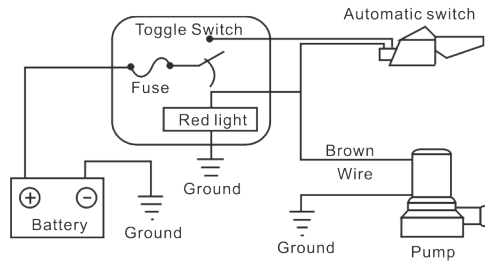 Automatic switch
Toggle Switch
Fuse
Red light
Brown
Wire
Ground
+
-
Battery
Ground
Ground
Pump